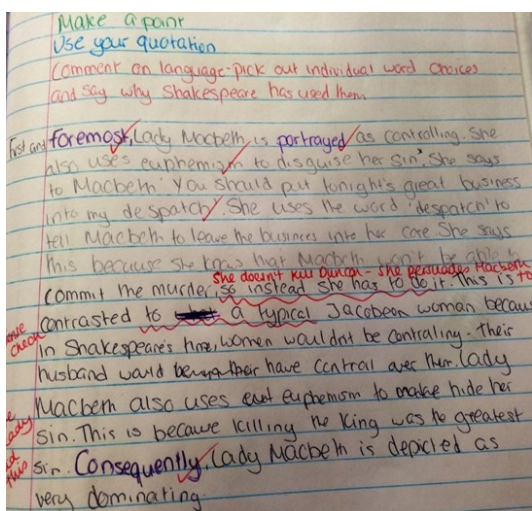 Make a point
Use your quotation
Comment on language-pick out individual word choices
and say why Shakespeare has used them
First and foremost, Lady Macbeth is portrayed as controlling. She
also uses euphemism to disguise her sin. She says
to Macbeth: 'You should put tonight's great business
into my despatch'. She uses the word 'despatch' to
tell Macbeth to leave the business into her care. She says
this because she knows that Macbeth won't be able to
she doesn't kill Duncan - she persuades Macbeth to
commit the murder, so instead she has to do it. This is
contrasted to a typical Jacobean woman because
check
In Shakespeare's time, women wouldn't be controling. Their
husband would have control over them. Lady
Macbeth also uses euphemism to hide her
sin. This is because killing the King was the greatest
this
sin. Consequently, Lady Macbeth is depicted as
very dominating.